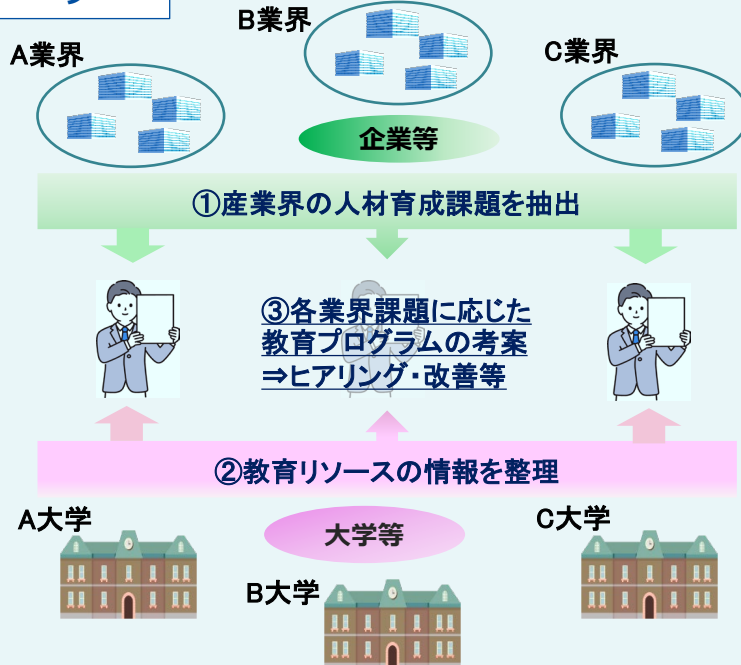 B業界
A業界
C業界
企業等
①産業界の人材育成課題を抽出
③各業界課題に応じた
教育プログラムの考案
⇒ヒアリング・改善等
②教育リソースの情報を整理
A大学
大学等
C大学
B大学